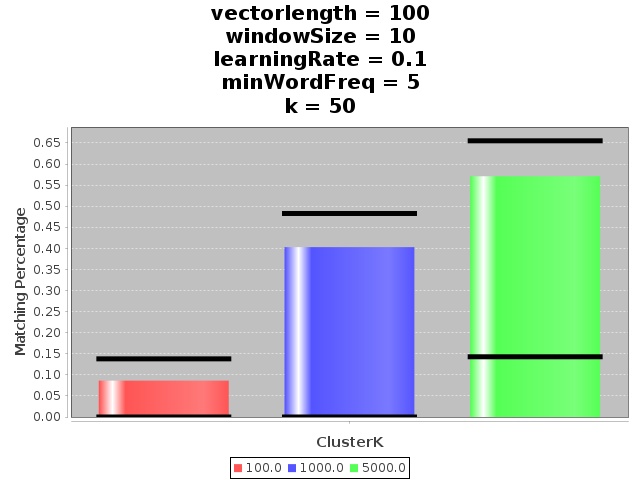 vectorlength = 100
windowSize = 10
learningRate = 0.1
minWordFreq = 5
k = 50
0.65
0.60
0.55
0.50
0.45
0.40
0.35
0.30
0.25
0.20
0.15
0.10
0.05
0.00
Matching Percentage
ClusterK
100.0 1000.0 5000.0